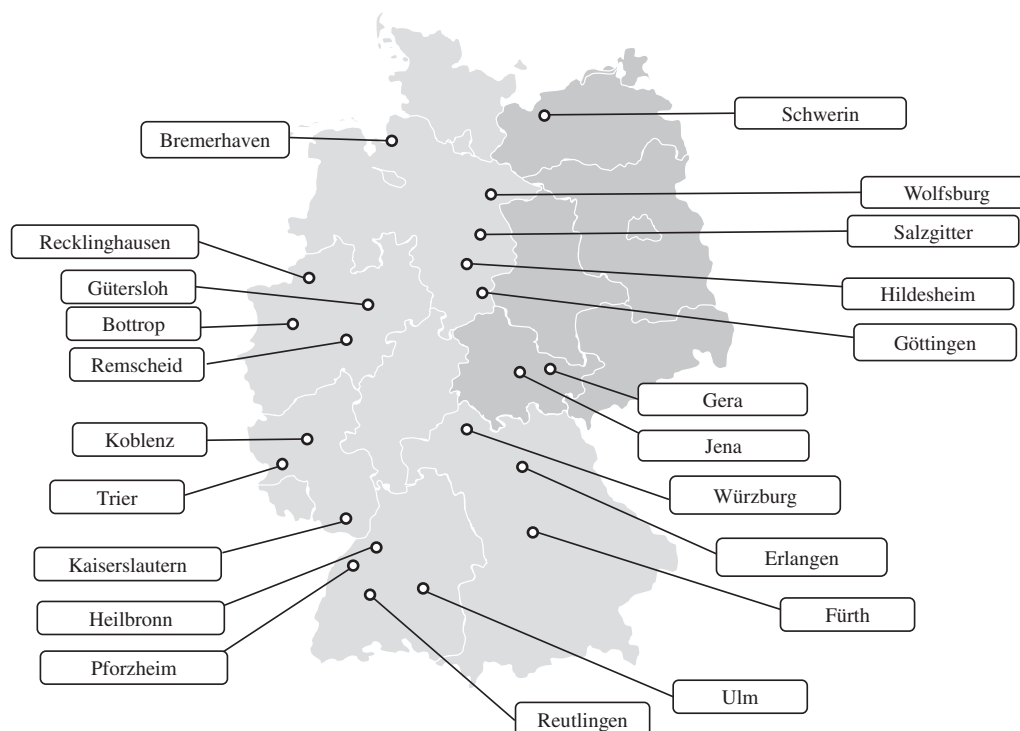 Schwerin
Bremerhaven
Wolfsburg
Salzgitter
Recklinghausen
Gütersloh
Hildesheim
Bottrop
Göttingen
Remscheid
Gera
Koblenz
Jena
Trier
Würzburg
Erlangen
Kaiserslautern
Fürth
Heilbronn
Pforzheim
Ulm
Reutlingen